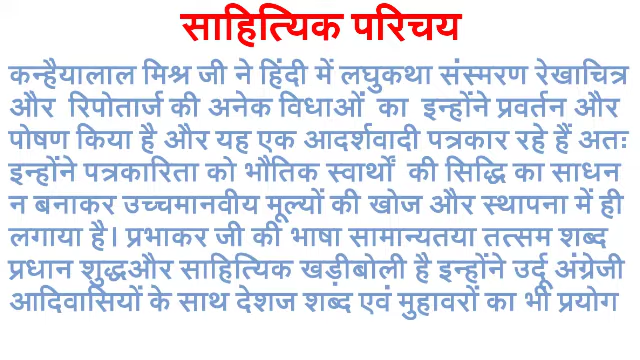 साहित्यिक परिचय
कन्हैयालाल मिश्र जी ने हिंदी में लघुकथा संस्मरण रेखाचित्र
और रिपोतार्ज की अनेक विधाओं का इन्होंने प्रवर्तन और
पोषण किया है और यह एक आदर्शवादी पत्रकार रहे हैं अतः
इन्होंने पत्रकारिता को भौतिक स्वार्थों की सिद्धि का साधन
न बनाकर उच्चमानवीय मूल्यों की खोज और स्थापना में ही
लगाया है। प्रभाकर जी की भाषा सामान्यतया तत्सम शब्द
प्रधान शुद्धऔर साहित्यिक खड़ीबोली है इन्होंने उर्दू अंग्रेजी
आदिवासियों के साथ देशज शब्द एवं मुहावरों का भी प्रयोग